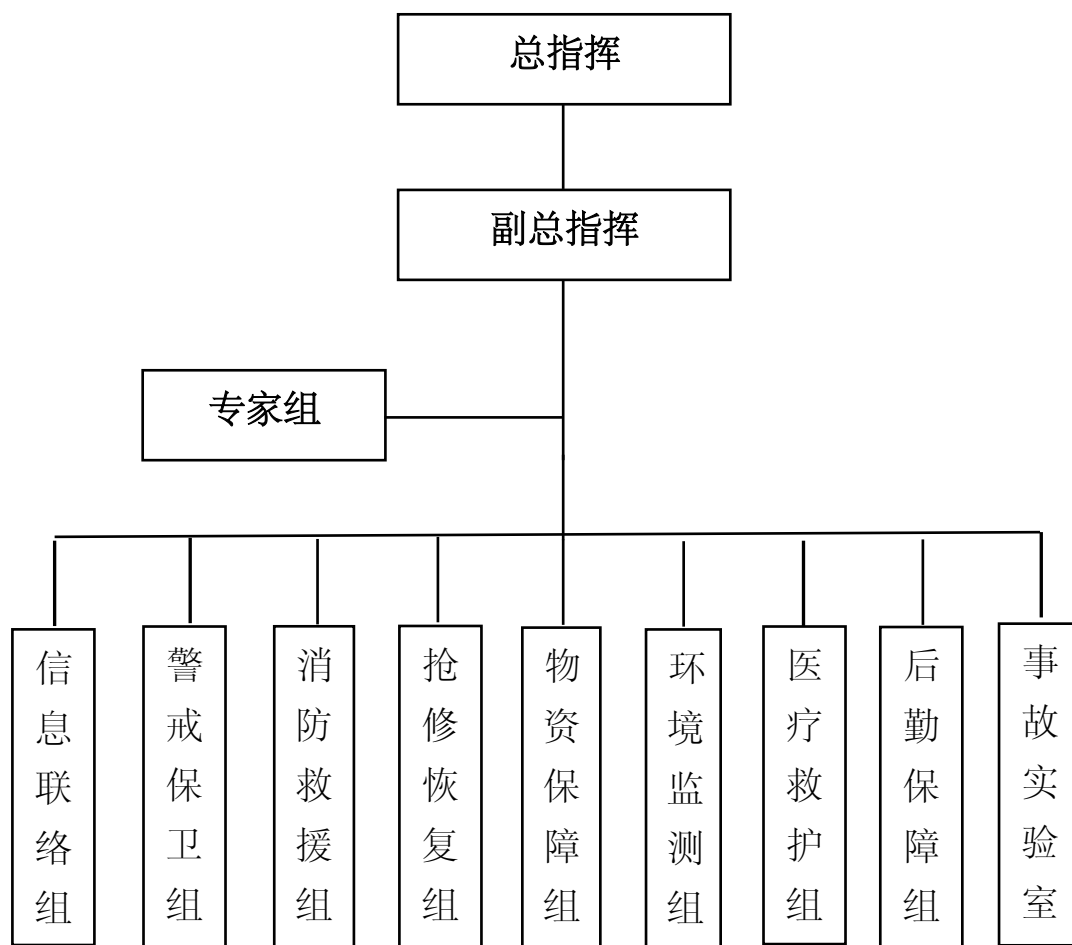 总指挥
副总指挥
专家组
信息联络组
警戒保卫组
消防救援组
抢修恢复组
物资保障组
环境监测组
医疗救护组
后勤保障组
事故实验室